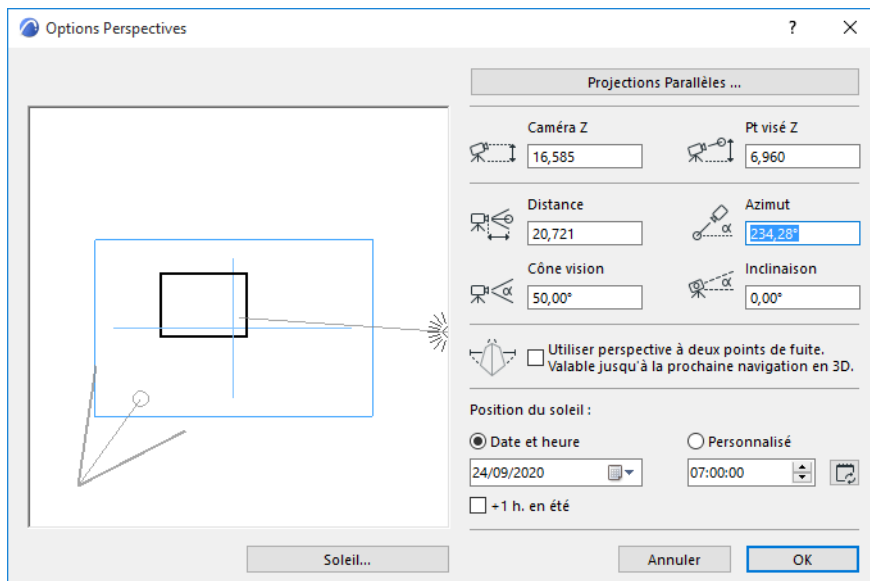 Options Perspectives
?
Projections Parallèles ...
Caméra Z
Pt visé Z
16,585
6,960
Distance
Azimut
20,721
α
234,28°
Cône vision
Inclinaison
α
50,00°
α
0,00°
Utiliser perspective à deux points de fuite.
Valable jusqu'à la prochaine navigation en 3D.
Position du soleil :
Date et heure
Personnalisé
24/09/2020
07:00:00
+1 h. en été
Soleil...
Annuler
OK